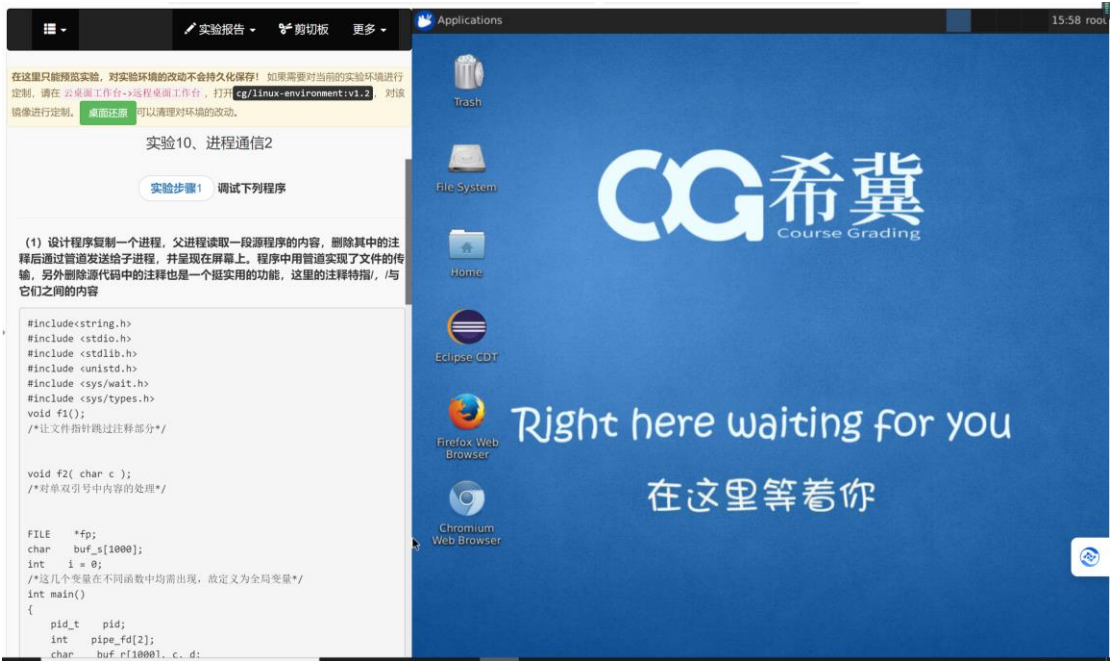 实验报告 剪切板 更多
在这里只能预览实验，对实验环境的改动不会持久化保存！ 如果需要对当前的实验环境进行
定制，请在 云桌面工作台->远程桌面工作台 ，打开 cg/linux-environment:v1.2 ，对该
镜像进行定制。 桌面还原 可以清理对环境的改动。
实验10、进程通信2
实验步骤1 调试下列程序
（1）设计程序复制一个进程，父进程读取一段源程序的内容，删除其中的注
释后通过管道发送给子进程，并呈现在屏幕上。程序中用管道实现了文件的传
输，另外删除源代码中的注释也是一个挺实用的功能，这里的注释特指/，/与
它们之间的内容
#include<string.h>
#include <stdio.h>
#include <stdlib.h>
#include <unistd.h>
#include <sys/wait.h>
#include <sys/types.h>
void f1();
/*让文件指针跳过注释部分*/
void f2( char c );
/*对单双引号中内容的处理*/
FILE *fp;
char buf_s[1000];
int i = 0;
/*这几个变量在不同函数中均需出现，故定义为全局变量*/
int main()
{
pid_t pid;
int pipe_fd[2];
char buf_r[1000], c, d;
Applications
15:58
Trash
File System
Home
Eclipse CDT
Firefox Web
Browser
Chromium
Web Browser
CG希冀
Course Grading
Right here waiting for you
在这里等着你